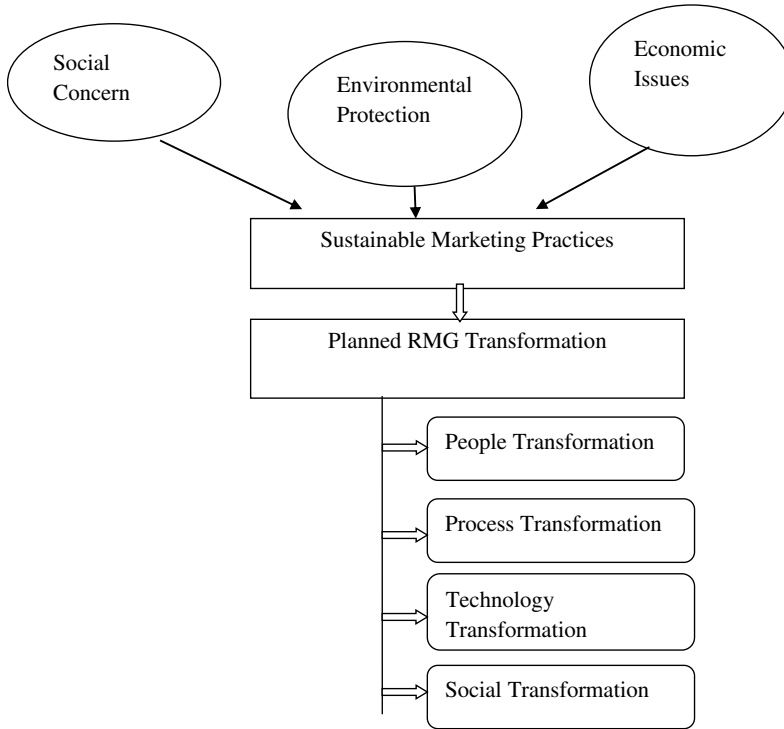 Social
Concern
Environmental
Protection
Economic
Issues
Sustainable Marketing Practices
Planned RMG Transformation
People Transformation
Process Transformation
Technology
Transformation
Social Transformation